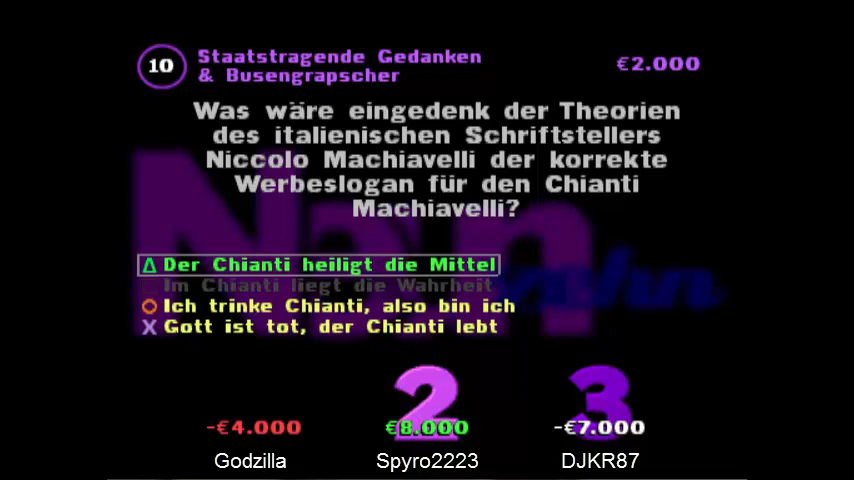 10
Staatstragende Gedanken
& Busengrapscher
€2.000
Was wäre eingedenk der Theorien
des italienischen Schriftstellers
Niccolo Machiavelli der korrekte
Werbeslogan für den Chianti
Machiavelli?
Δ Der Chianti heiligt die Mittel
Im Chianti liegt die Wahrheit
O Ich trinke Chianti, also bin ich
X Gott ist tot, der Chianti lebt
2
3
-€4.000
€8.000
-€7.000
Godzilla
Spyro2223
DJKR87